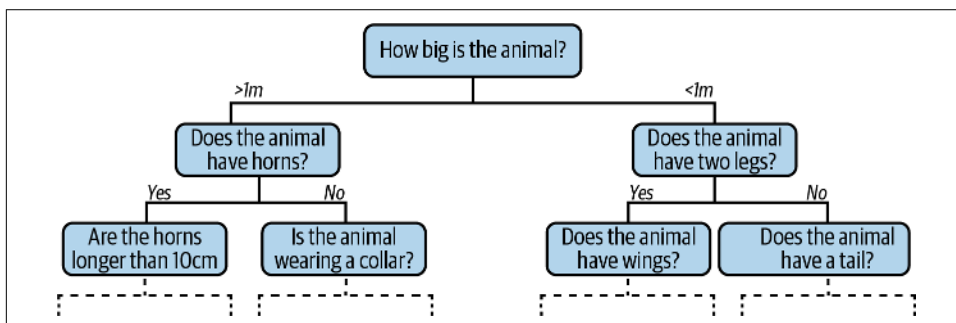 How big is the animal?
>1m
<1m
Does the animal
have horns?
Does the animal
have two legs?
Yes
No
Yes
No
Are the horns
longer than 10cm
Is the animal
wearing a collar?
Does the animal
have wings?
Does the animal
have a tail?